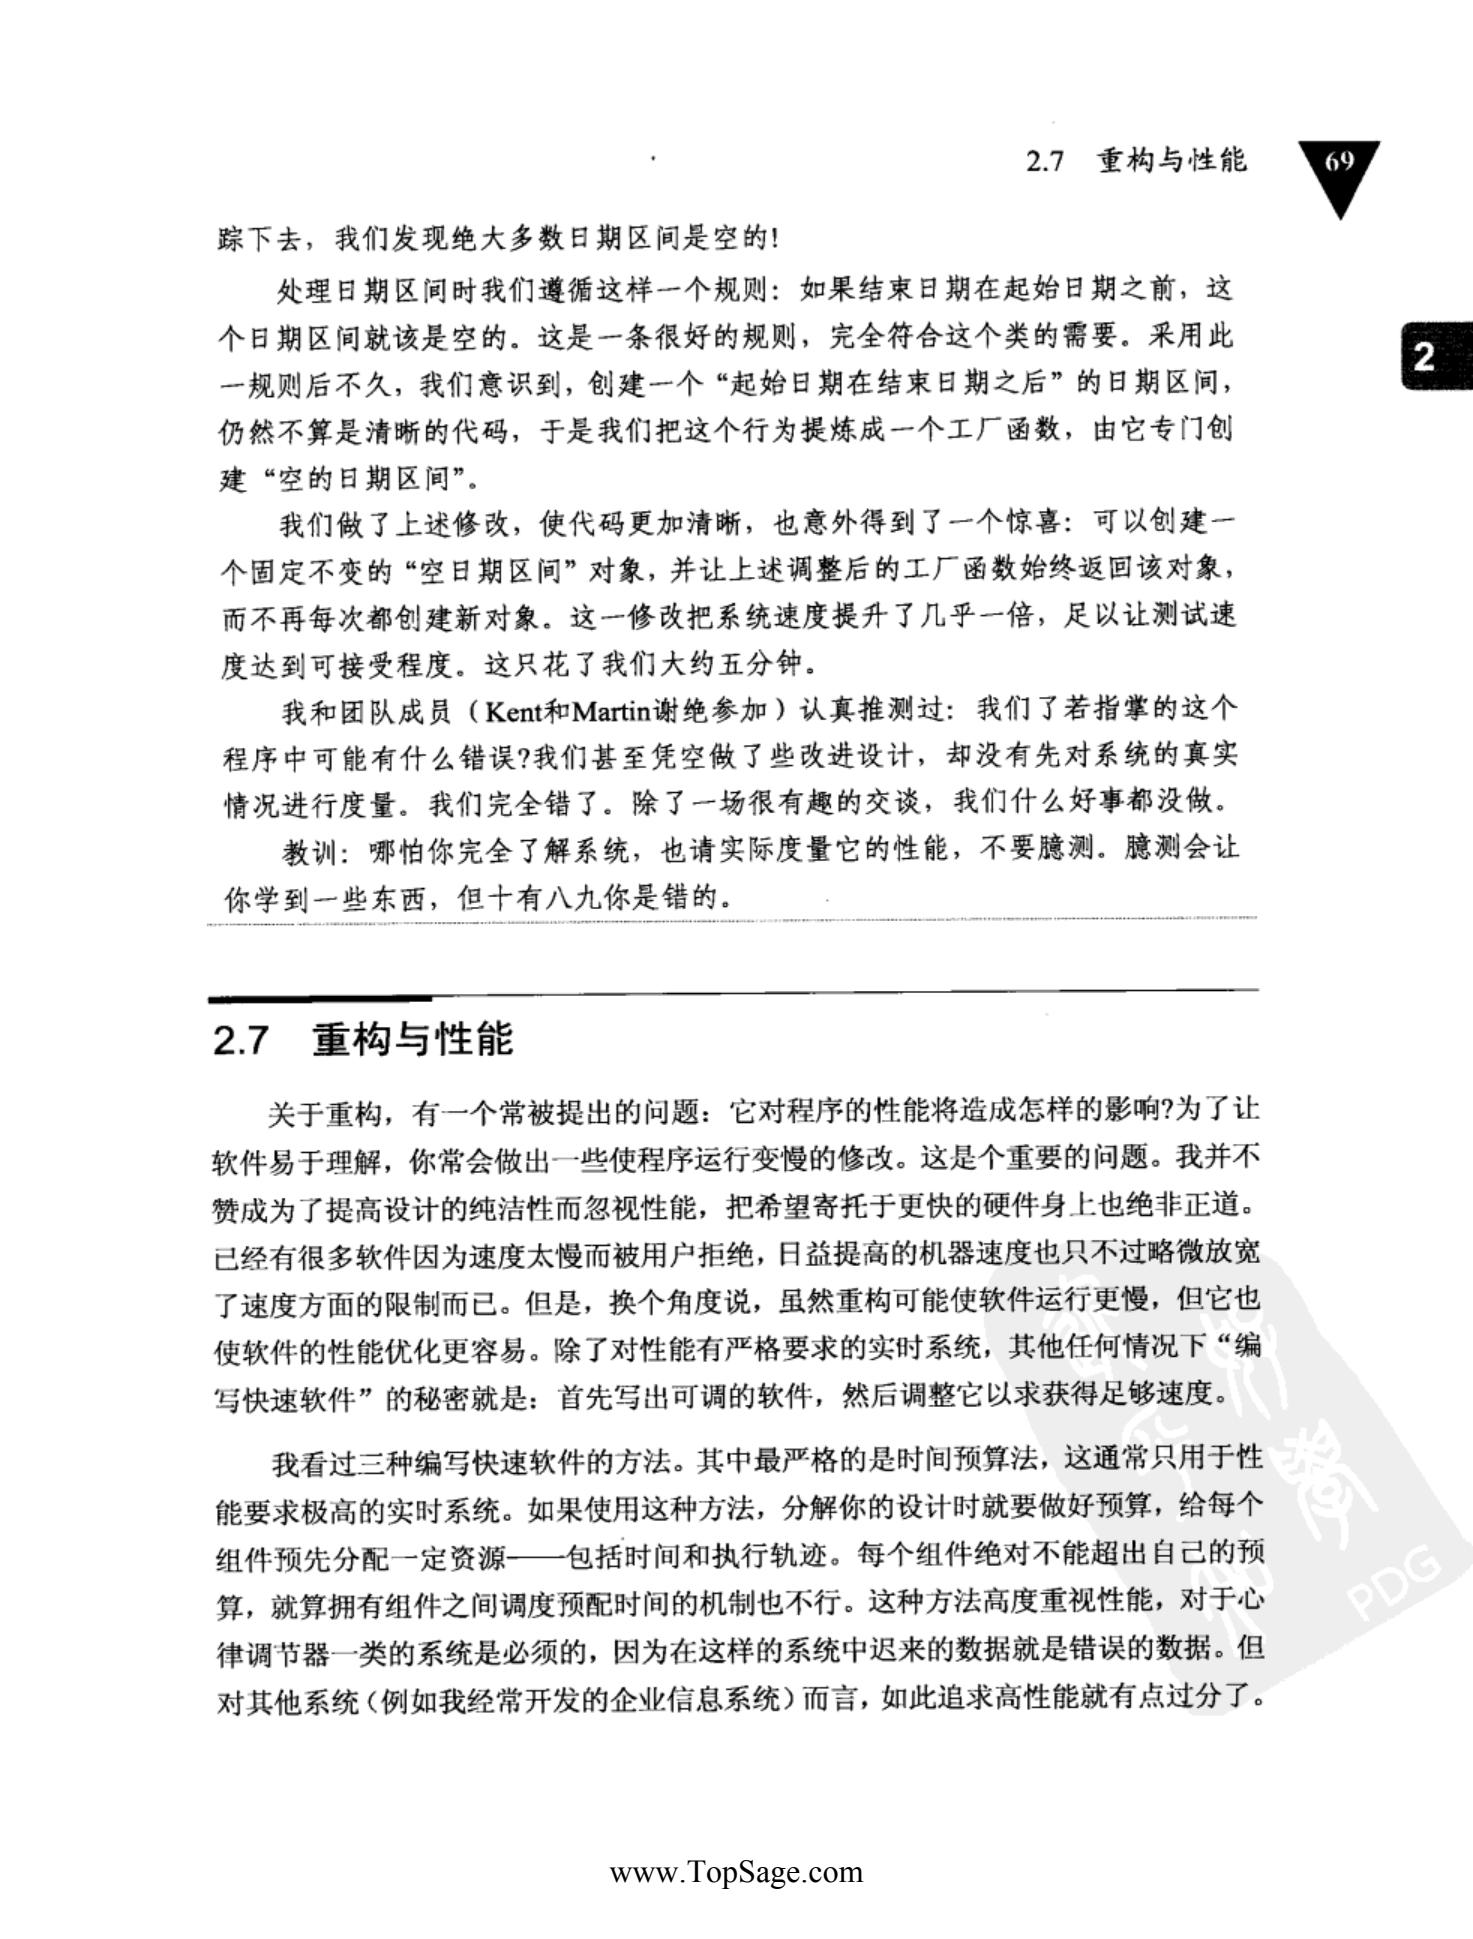 2.7 重构与性能
69
踪下去，我们发现绝大多数日期区间是空的!
处理日期区间时我们遵循这样一个规则：如果结束日期在起始日期之前，这
个日期区间就该是空的。这是一条很好的规则，完全符合这个类的需要。采用此
一规则后不久，我们意识到，创建一个“起始日期在结束日期之后”的日期区间，
仍然不算是清晰的代码，于是我们把这个行为提炼成一个工厂函数，由它专门创
建“空的日期区间”。
我们做了上述修改，使代码更加清晰，也意外得到了一个惊喜：可以创建一
个固定不变的“空日期区间”对象，并让上述调整后的工厂函数始终返回该对象，
而不再每次都创建新对象。这一修改把系统速度提升了几乎一倍，足以让测试速
度达到可接受程度。这只花了我们大约五分钟。
我和团队成员（Kent和Martin谢绝参加）认真推测过：我们了若指掌的这个
程序中可能有什么错误?我们甚至凭空做了些改进设计，却没有先对系统的真实
情况进行度量。我们完全错了。除了一场很有趣的交谈，我们什么好事都没做。
教训：哪怕你完全了解系统，也请实际度量它的性能，不要臆测。臆测会让
你学到一些东西，但十有八九你是错的。
2
2.7 重构与性能
关于重构，有一个常被提出的问题：它对程序的性能将造成怎样的影响?为了让
软件易于理解，你常会做出一些使程序运行变慢的修改。这是个重要的问题。我并不
赞成为了提高设计的纯洁性而忽视性能，把希望寄托于更快的硬件身上也绝非正道。
已经有很多软件因为速度太慢而被用户拒绝，日益提高的机器速度也只不过略微放宽
了速度方面的限制而已。但是，换个角度说，虽然重构可能使软件运行更慢，但它也
使软件的性能优化更容易。除了对性能有严格要求的实时系统，其他任何情况下“编
写快速软件”的秘密就是：首先写出可调的软件，然后调整它以求获得足够速度。
我看过三种编写快速软件的方法。其中最严格的是时间预算法，这通常只用于性
能要求极高的实时系统。如果使用这种方法，分解你的设计时就要做好预算，给每个
组件预先分配一定资源——包括时间和执行轨迹。每个组件绝对不能超出自己的预
算，就算拥有组件之间调度预配时间的机制也不行。这种方法高度重视性能，对于心
律调节器一类的系统是必须的，因为在这样的系统中迟来的数据就是错误的数据。但
对其他系统（例如我经常开发的企业信息系统）而言，如此追求高性能就有点过分了。
PDG
www.TopSage.com